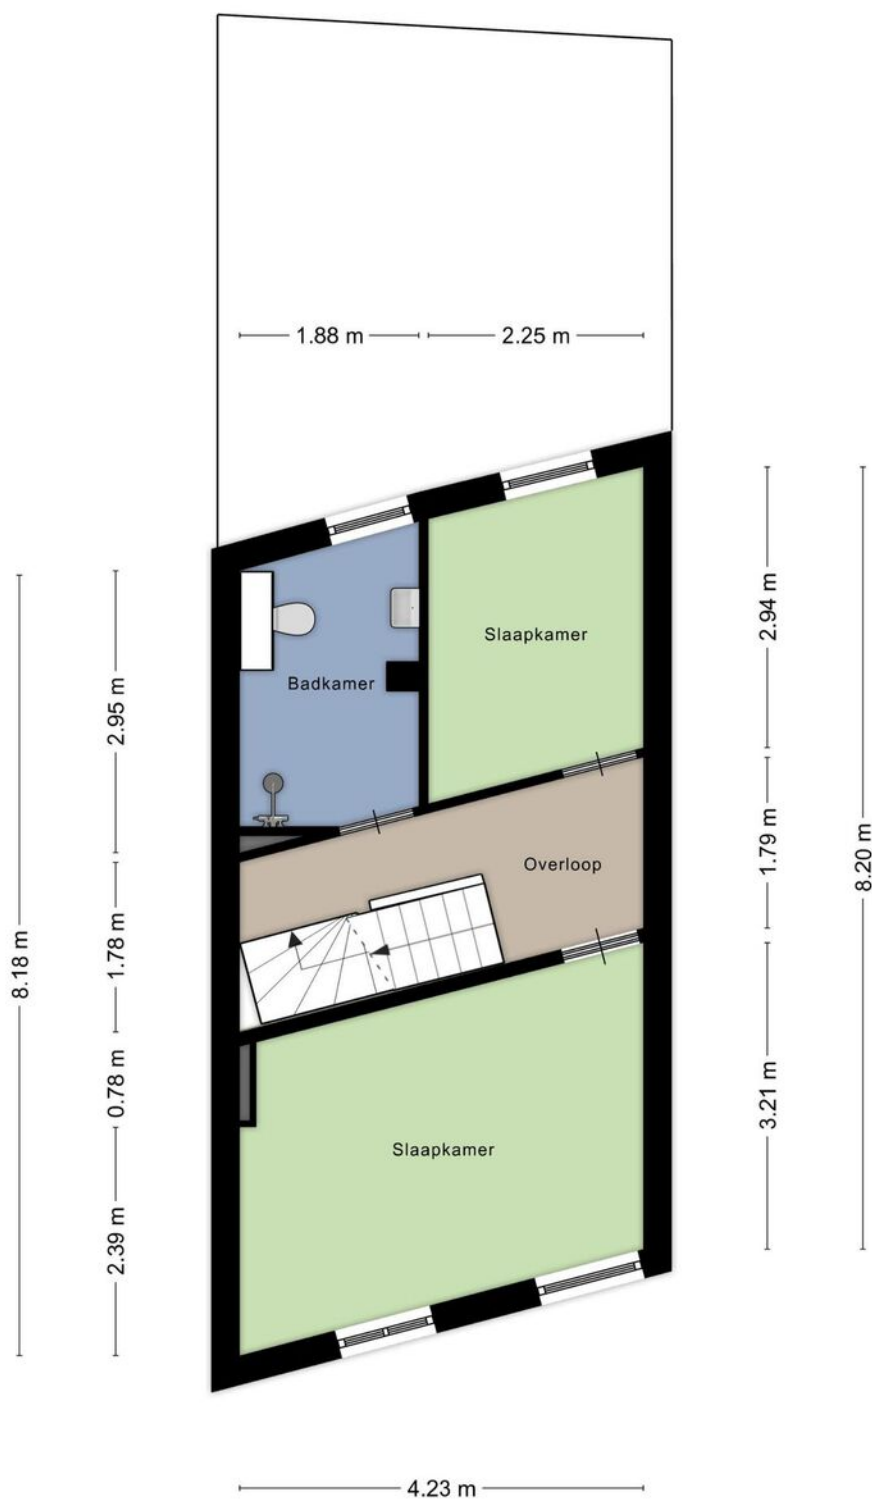 1.88 m
2.25 m
2.94 m
Slaapkamer
Badkamer
2.95 m
1.79 m
Overloop
8.20 m
1.78 m
8.18 m
0.78 m
3.21 m
Slaapkamer
2.39 m
4.23 m